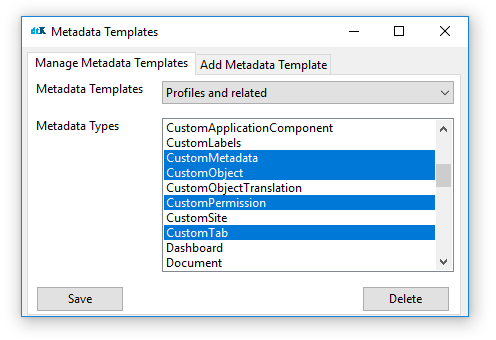 Metadata Templates
Manage Metadata Templates Add Metadata Template
Metadata Templates Profiles and related
Metadata Types
CustomApplicationComponent
CustomLabels
CustomMetadata
CustomObject
CustomObjectTranslation
CustomPermission
CustomSite
CustomTab
Dashboard
Document
Save Delete